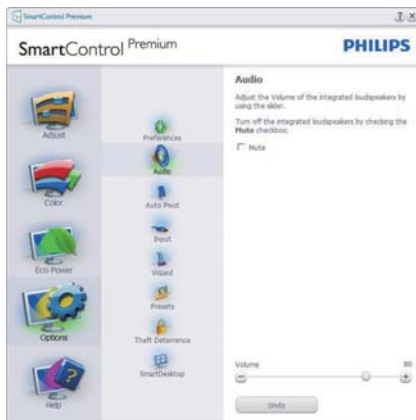 SmartControl Premium
SmartControl Premium
PHILIPS
Adjust
Color
Eco Power
Options
Help
Preferences
Audio
Auto Pivot
Input
Wizard
Presets
Theft Deterrence
SmartDesktop
Audio
Adjust the Volume of the integrated loudspeakers by
using the slider.
Turn off the integrated loudspeakers by checking the
Mute checkbox.
Mute
Volume
80
Undo